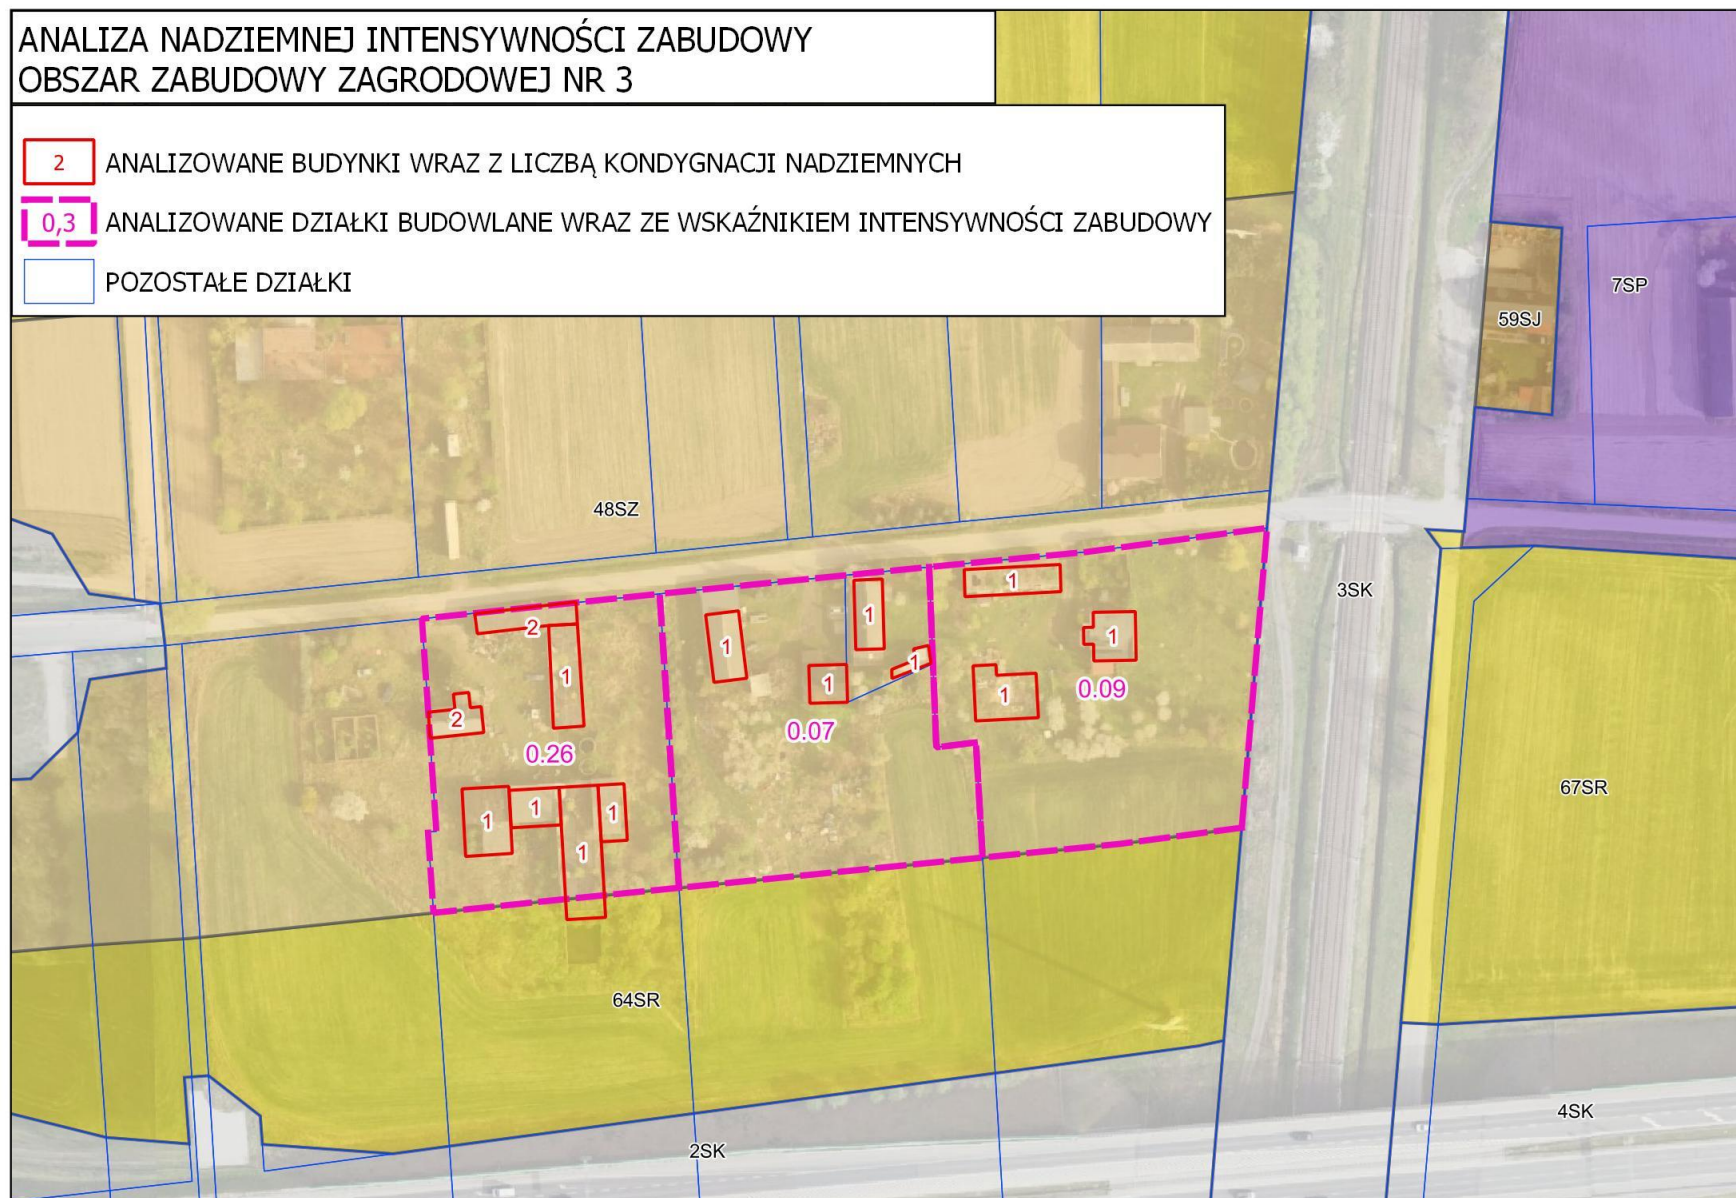 ANALIZA NADZIEMNEJ INTENSYWNOŚCI ZABUDOWY
OBSZAR ZABUDOWY ZAGRODOWEJ NR 3
2 ANALIZOWANE BUDYNKI WRAZ Z LICZBĄ KONDYGNACJI NADZIEMNYCH
0,3 ANALIZOWANE DZIAŁKI BUDOWLANE WRAZ ZE WSKAŹNIKIEM INTENSYWNOŚCI ZABUDOWY
POZOSTAŁE DZIAŁKI
7SP
59SJ
48SZ
3SK
1
1
2
1
1
1
1
1
1
0.09
1
2
0.07
0.26
67SR
1
1
1
1
64SR
4SK
2SK